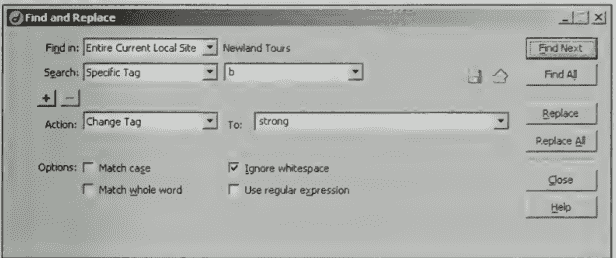 Find and Replace
Find in: Entire Current Local Site Newland Tours
Find Next
Search: Specific Tag b
Find All
+ −
Action: Change Tag To: strong
Replace
Replace All
Options: Match case Ignore whitespace
Match whole word Use regular expression
Close
Help